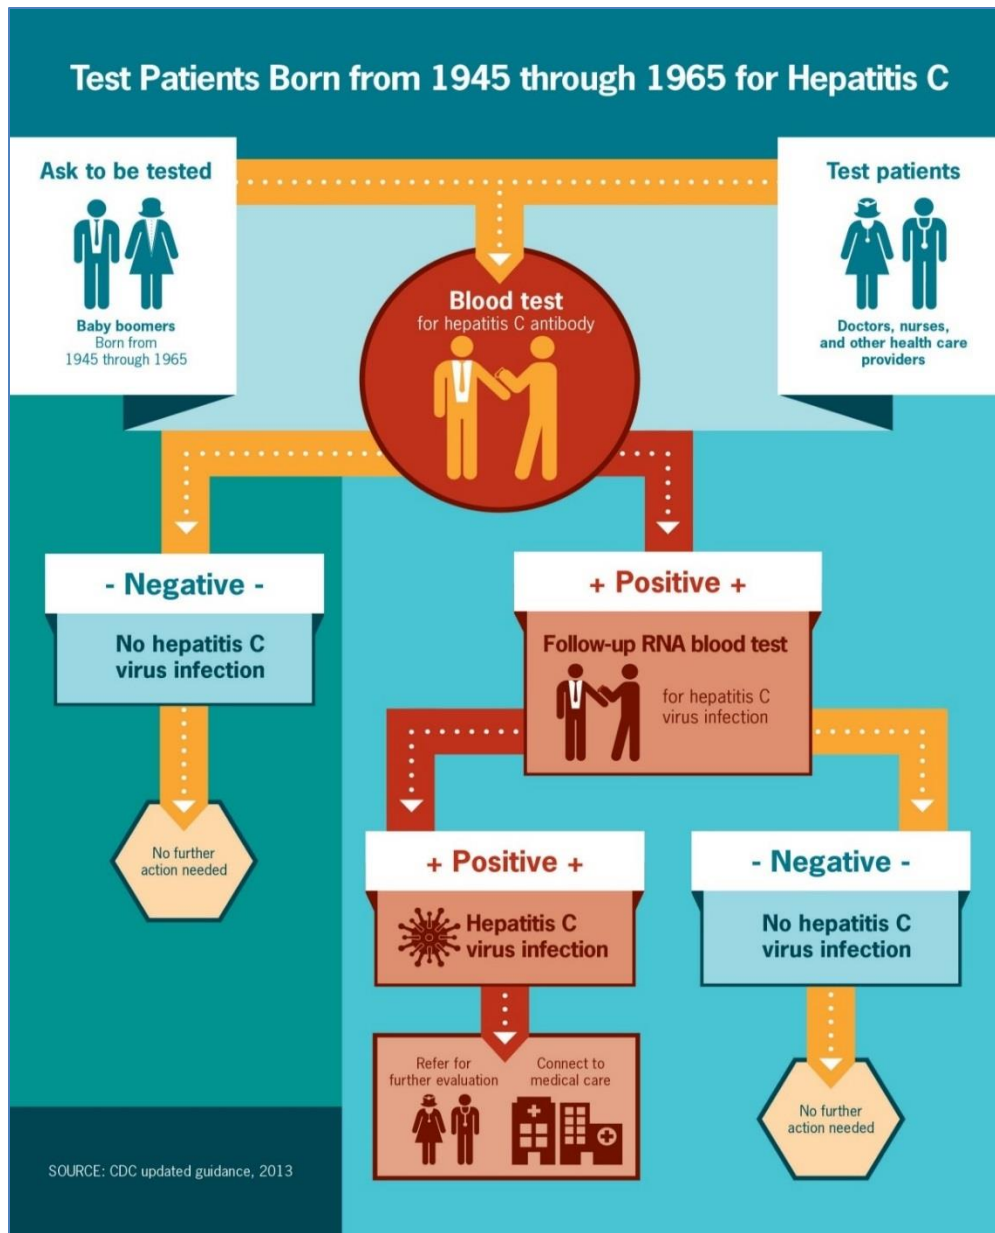 Test Patients Born from 1945 through 1965 for Hepatitis C
Ask to be tested
Baby boomers
Born from
1945 through 1965
Test patients
Doctors, nurses,
and other health care
providers
Blood test
for hepatitis C antibody
- Negative -
No hepatitis C
virus infection
No further
action needed
+ Positive +
Follow-up RNA blood test
for hepatitis C
virus infection
+ Positive +
Hepatitis C
virus infection
Refer for
further evaluation
Connect to
medical care
- Negative -
No hepatitis C
virus infection
No further
action needed
SOURCE: CDC updated guidance, 2013